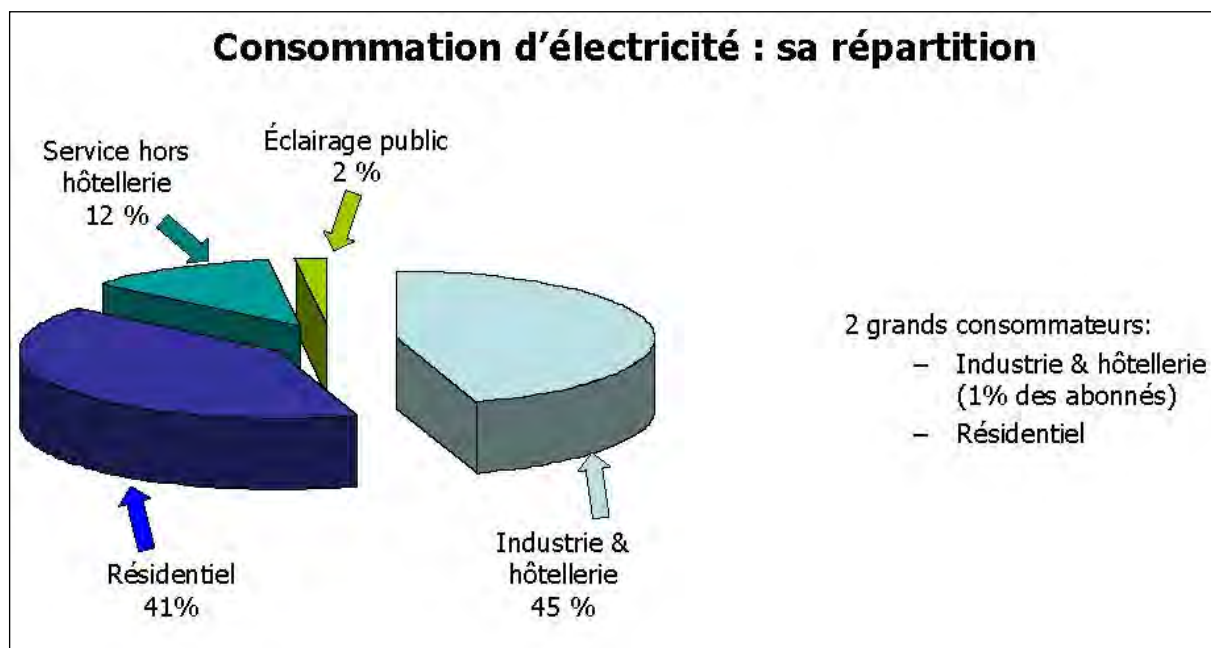 Consommation d'électricité : sa répartition
Éclairage public
2 %
Service hors
hôtellerie
12 %
2 grands consommateurs:
– Industrie & hôtellerie
(1% des abonnés)
– Résidentiel
Résidentiel
41%
Industrie &
hôtellerie
45 %